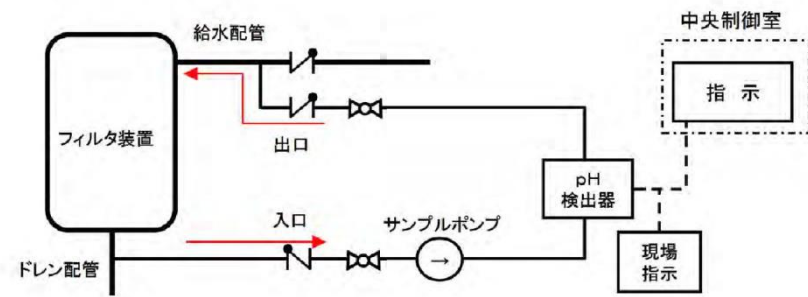 中央制御室
給水配管
指 示
フィルタ装置
出口
pH
検出器
入口
サンプルポンプ
→
現場
指示
ドレン配管